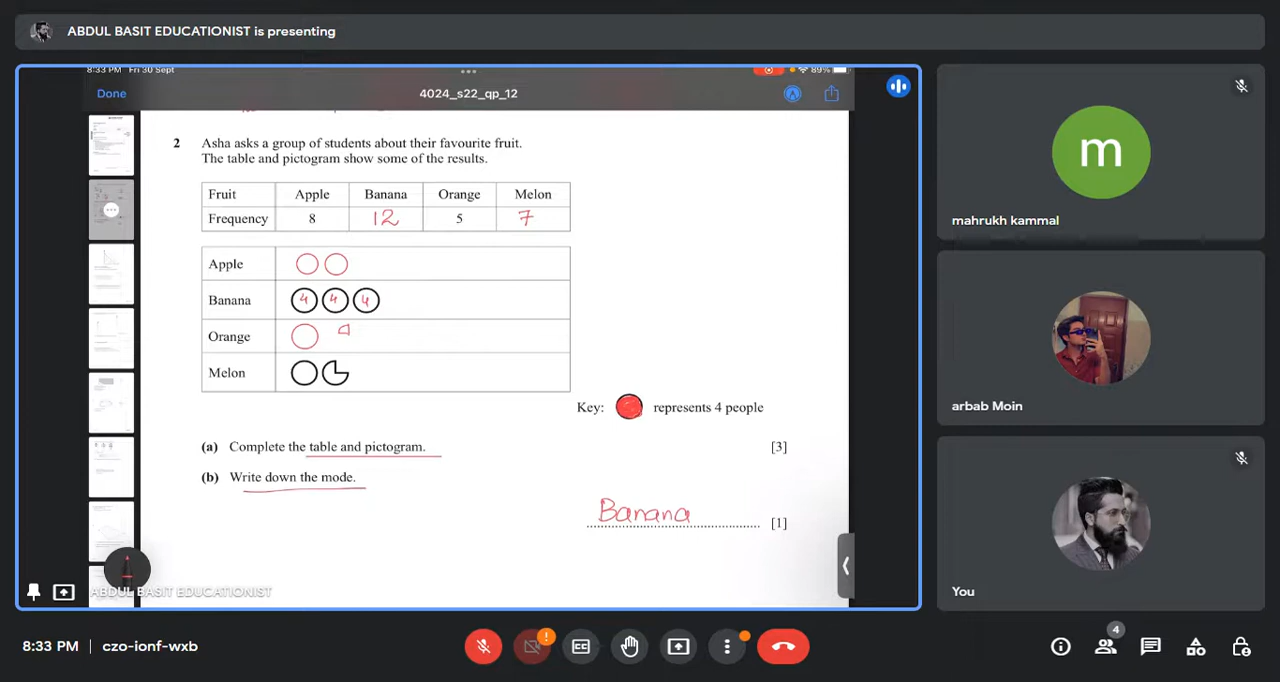 ABDUL BASIT EDUCATIONIST is presenting
8:33 PM Fri 30 Sept
89%
Done
4024_s22_qp_12
2 Asha asks a group of students about their favourite fruit.
The table and pictogram show some of the results.
Fruit Apple Banana Orange Melon
Frequency 8 12 5 7
Apple
Banana 4 4 4
Orange
Melon
Key: represents 4 people
(a) Complete the table and pictogram. [3]
(b) Write down the mode.
Banana [1]
ABDUL BASIT EDUCATIONIST
m
mahrukh kammal
arbab Moin
You
8:33 PM | czo-ionf-wxb
CC
4